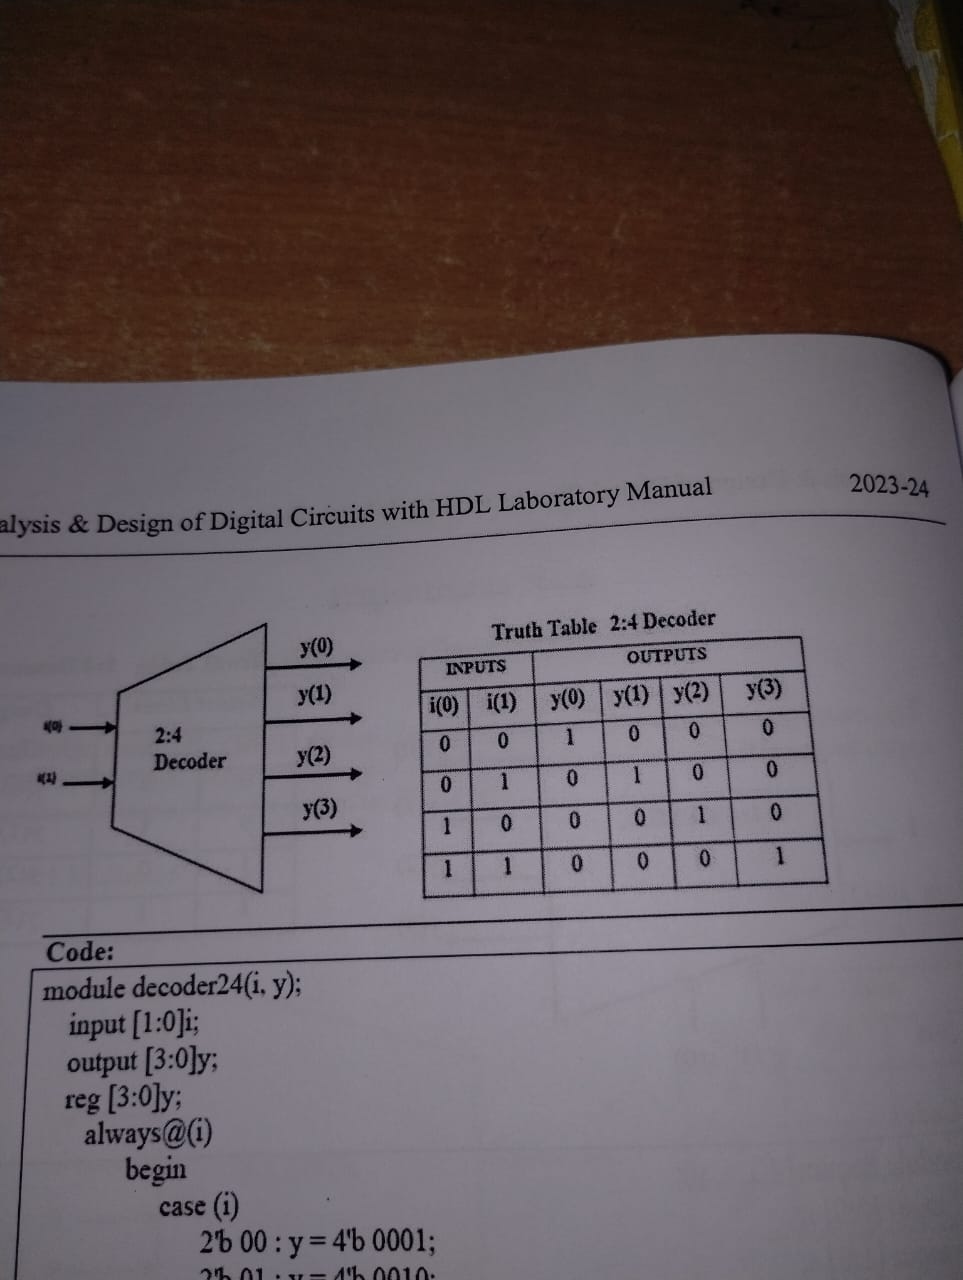 alysis & Design of Digital Circuits with HDL Laboratory Manual 2023-24
y(0)
y(1)
y(2)
y(3)
i(0)
i(1)
2:4
Decoder
Truth Table 2:4 Decoder
INPUTS OUTPUTS
i(0) i(1) y(0) y(1) y(2) y(3)
0 0 1 0 0 0
0 1 0 1 0 0
1 0 0 0 1 0
1 1 0 0 0 1
Code:
module decoder24(i, y);
input [1:0]i;
output [3:0]y;
reg [3:0]y;
always@(i)
begin
case (i)
2'b 00 : y = 4'b 0001;
2'b 01 : y = 4'b 0010;